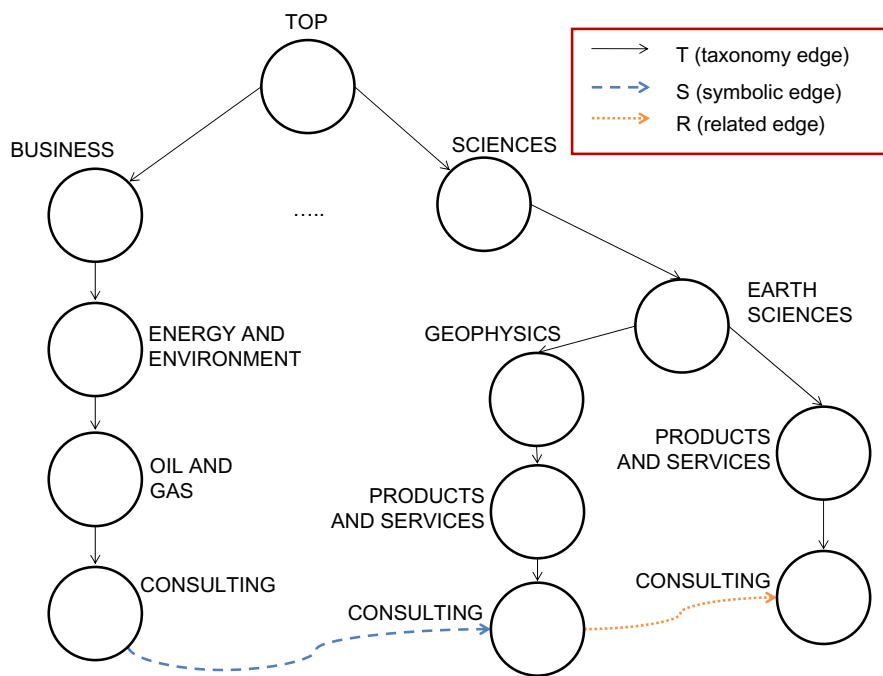 TOP
T (taxonomy edge)
S (symbolic edge)
R (related edge)
BUSINESS
SCIENCES
.....
EARTH
SCIENCES
ENERGY AND
ENVIRONMENT
GEOPHYSICS
OIL AND
GAS
PRODUCTS
AND SERVICES
PRODUCTS
AND SERVICES
CONSULTING
CONSULTING
CONSULTING